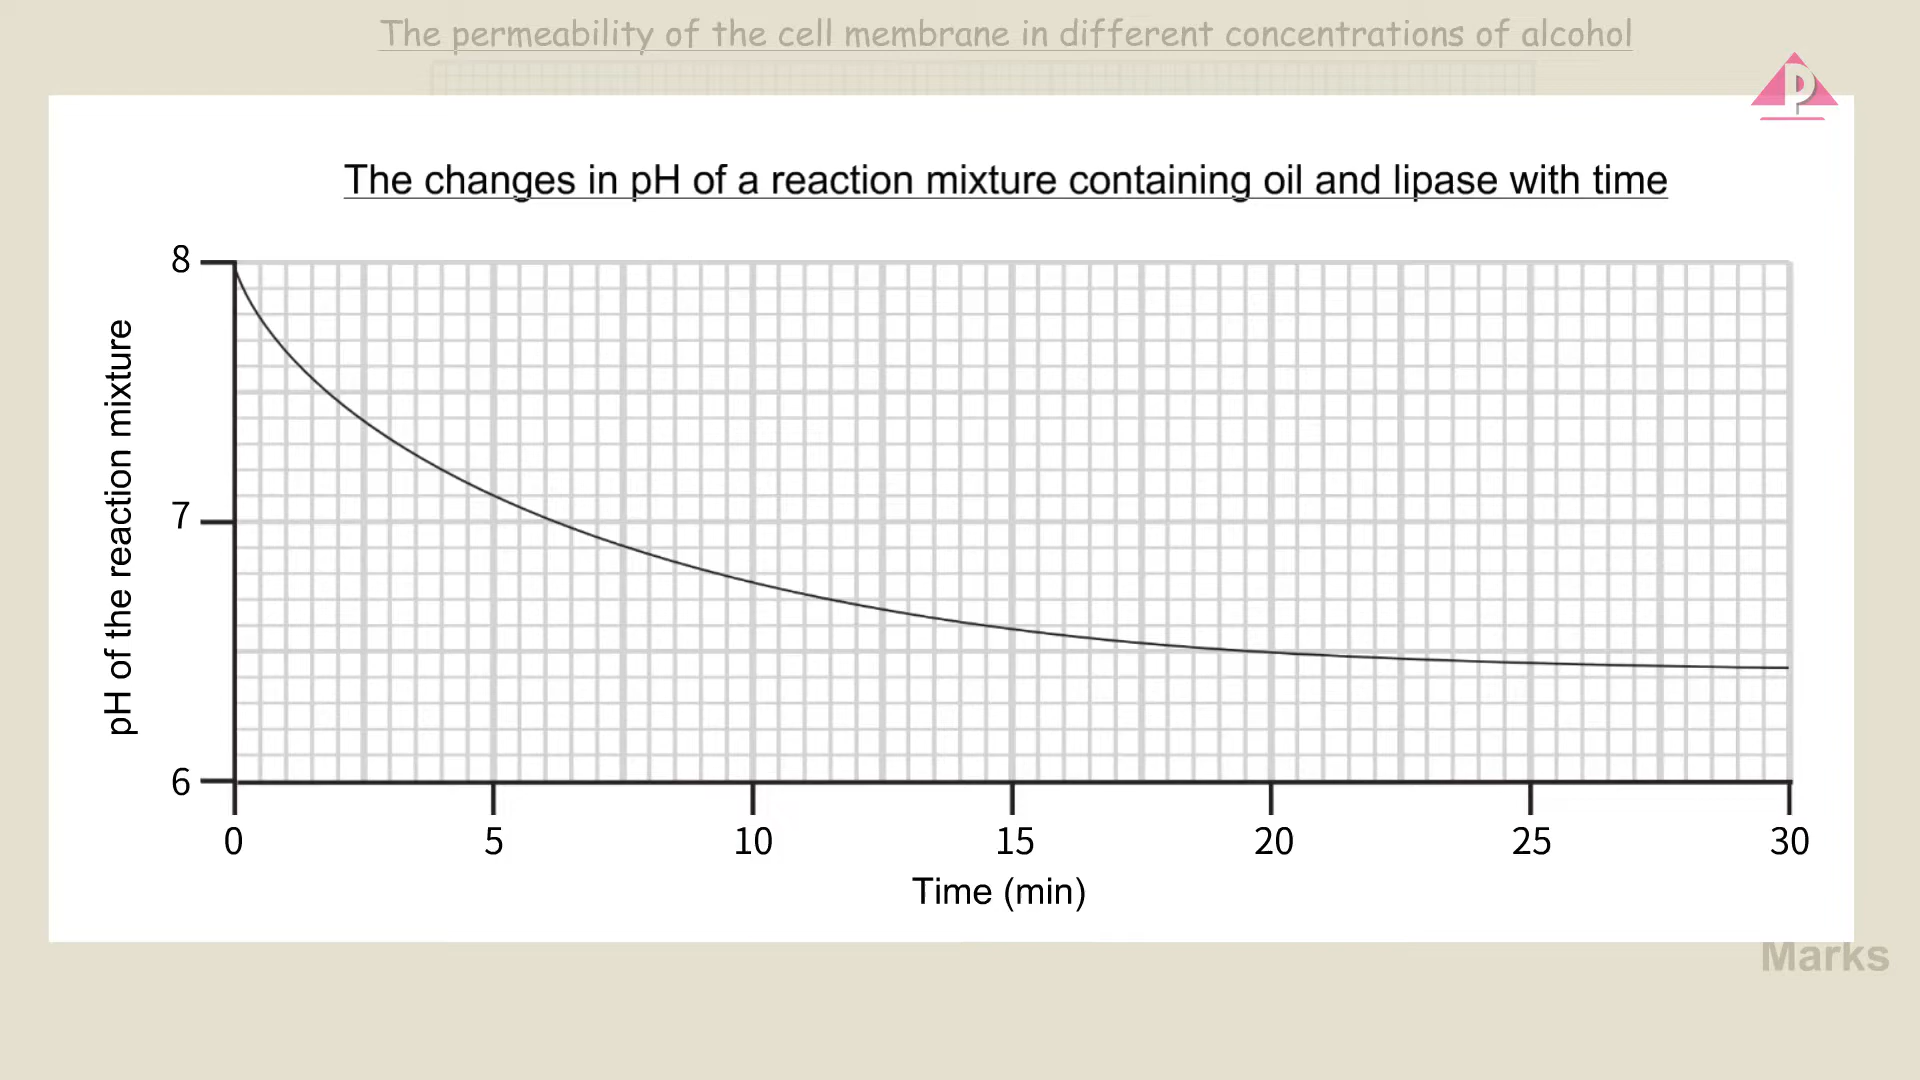 The permeability of the cell membrane in different concentrations of alcohol
P
The changes in pH of a reaction mixture containing oil and lipase with time
pH of the reaction mixture
8
7
6
0 5 10 15 20 25 30
Time (min)
Marks